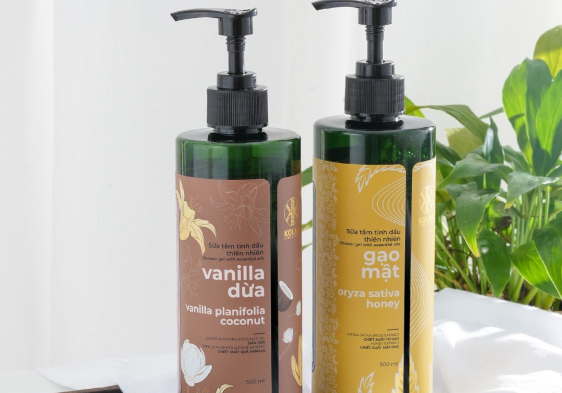 Sữa tắm tinh dầu
thiên nhiên
Shower gel with essential oils
vanilla
dừa
vanilla planifolia
coconut
500 ml
Sữa tắm tinh dầu
thiên nhiên
Shower gel with essential oils
gạo
mật
oryza sativa
honey
500 ml